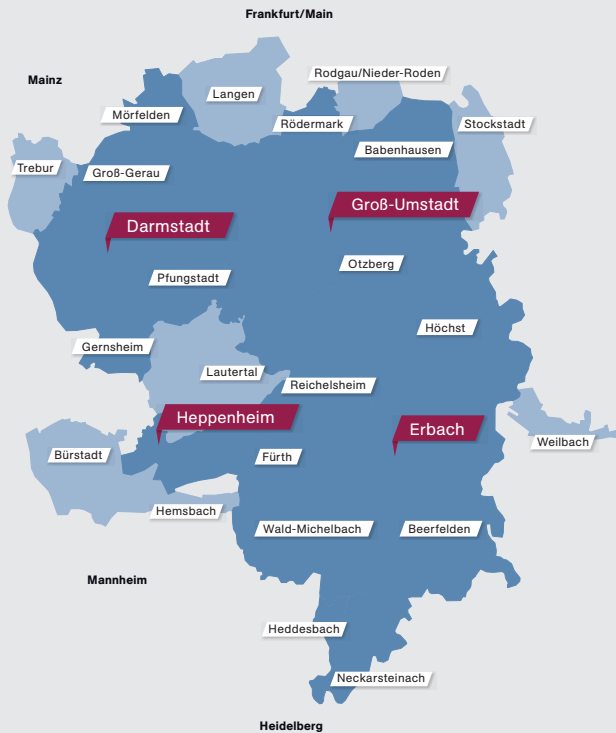 Frankfurt/Main
Rodgau/Nieder-Roden
Mainz
Langen
Mörfelden
Rödermark
Stockstadt
Babenhausen
Trebur
Groß-Gerau
Groß-Umstadt
Darmstadt
Otzberg
Pfungstadt
Höchst
Gernsheim
Lautertal
Reichelsheim
Heppenheim
Erbach
Weilbach
Bürstadt
Fürth
Hemsbach
Wald-Michelbach
Beerfelden
Mannheim
Heddesbach
Neckarsteinach
Heidelberg